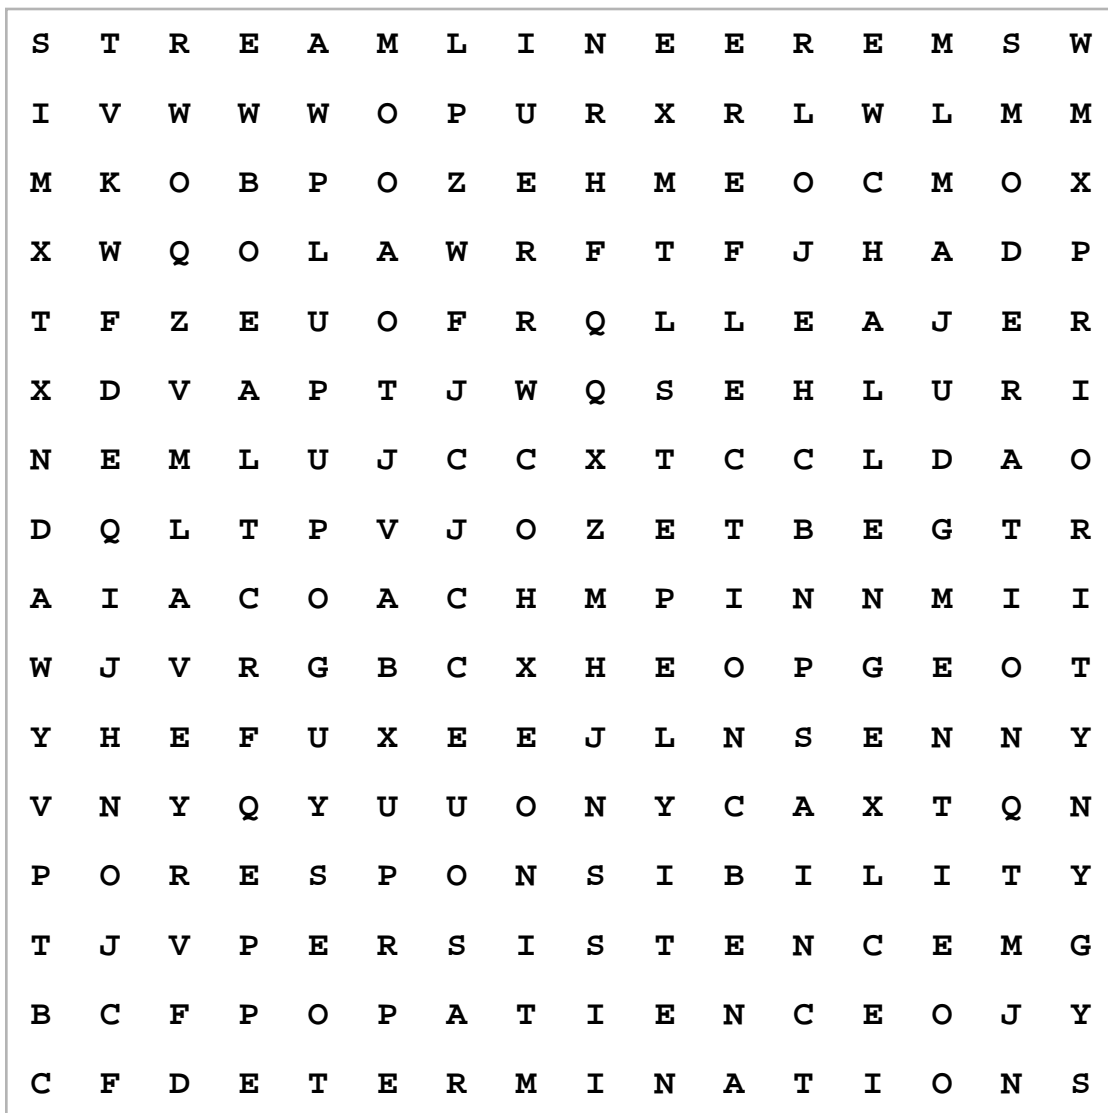 S T R E A M L I N E E R E M S W
I V W W W O P U R X R L W L M M
M K O B P O Z E H M E O C M O X
X W Q O L A W R F T F J H A D P
T F Z E U O F R Q L L E A J E R
X D V A P T J W Q S E H L U R I
N E M L U J C C X T C C L D A O
D Q L T P V J O Z E T B E G T R
A I A C O A C H M P I N N M I I
W J V R G B C X H E O P G E O T
Y H E F U X E E J L N S E N N Y
V N Y Q Y U U O N Y C A X T Q N
P O R E S P O N S I B I L I T Y
T J V P E R S I S T E N C E M G
B C F P O P A T I E N C E O J Y
C F D E T E R M I N A T I O N S